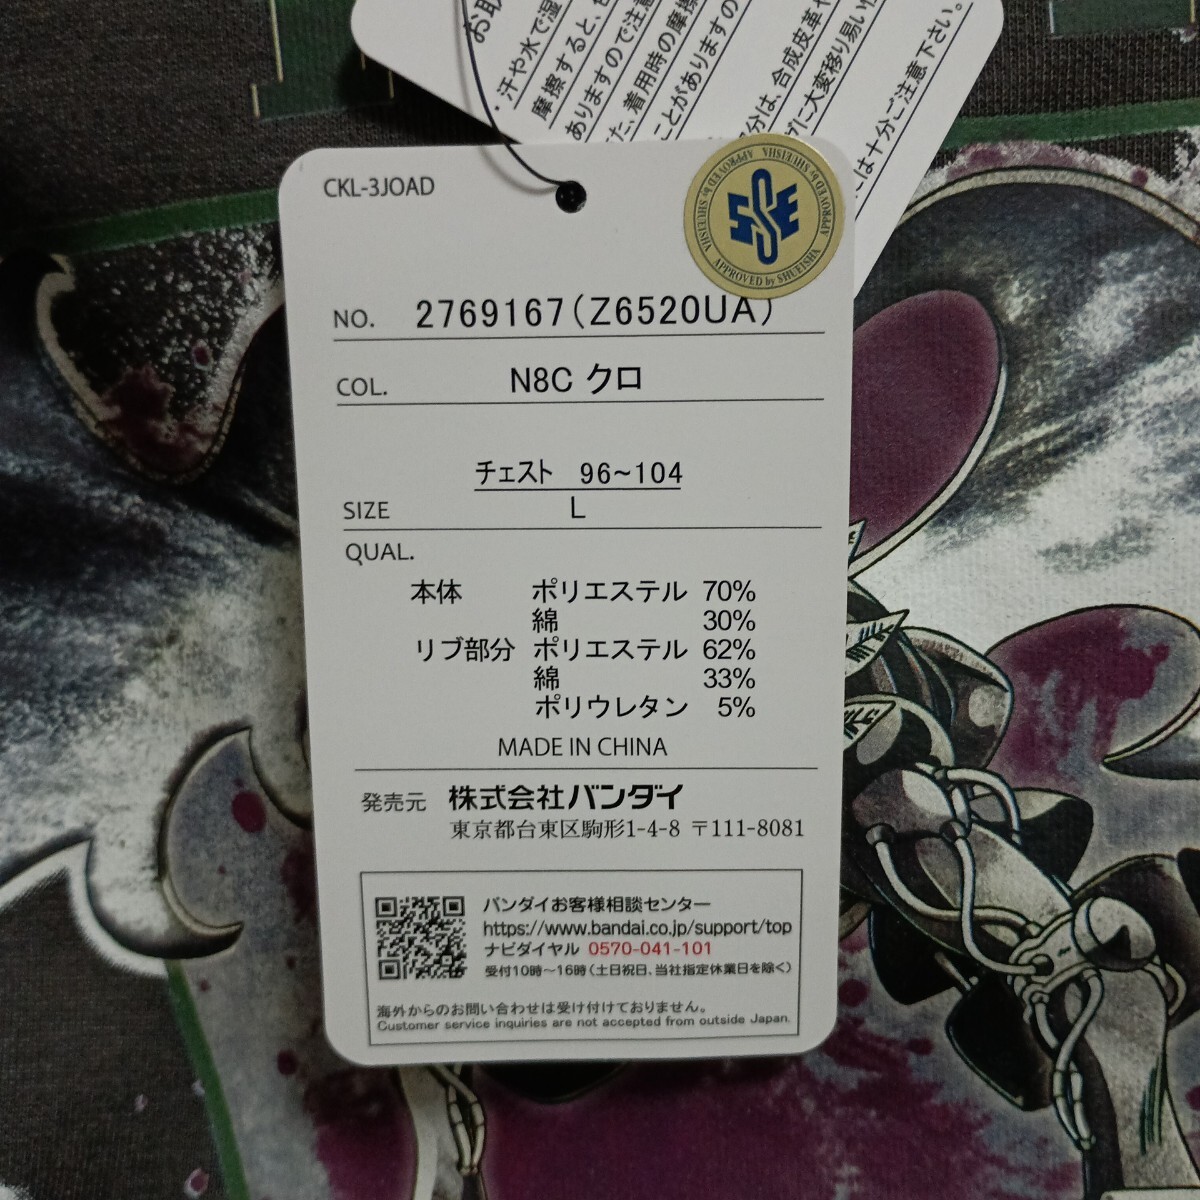 ・汗や水で湿
摩擦すると、
ありますので注意
た、着用時の摩擦
ことがありますの
は、合成皮革や
に大変移り易い
には十分ご注意下さい。
CKL-3JOAD
APPROVED by SHUEISHA
APPROVED by SHUEISHA
APPROVED by SHUEISHA
NO. 2769167(Z6520UA)
COL. N8C クロ
チェスト 96~104
SIZE L
QUAL.
本体 ポリエステル 70%
綿 30%
リブ部分 ポリエステル 62%
綿 33%
ポリウレタン 5%
MADE IN CHINA
発売元 株式会社バンダイ
東京都台東区駒形1-4-8 〒111-8081
バンダイお客様相談センター
https://www.bandai.co.jp/support/top
ナビダイヤル 0570-041-101
受付10時〜16時(土日祝日、当社指定休業日を除く)
海外からのお問い合わせは受け付けておりません。
Customer service inquiries are not accepted from outside Japan.